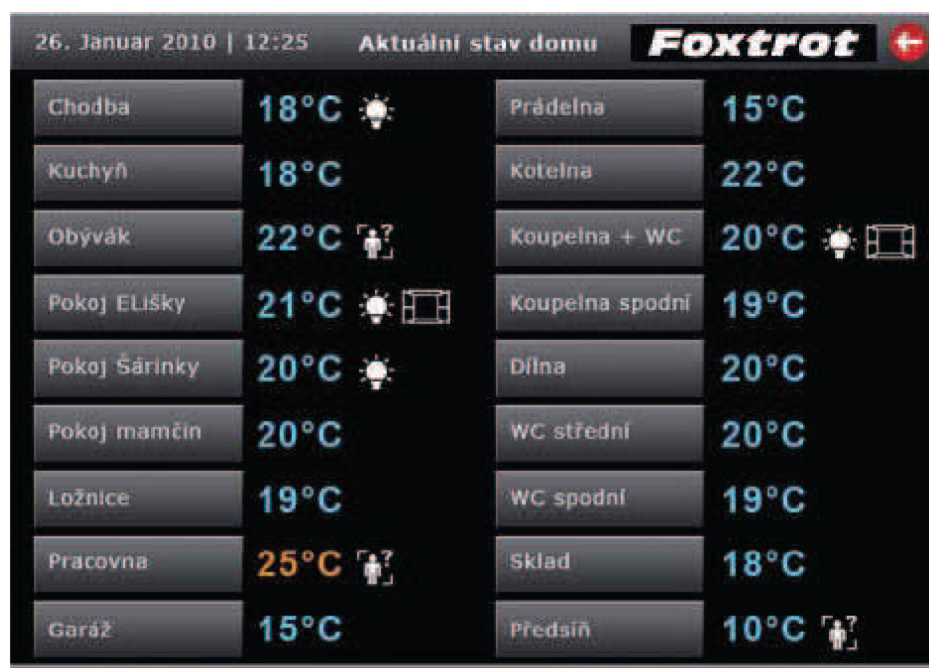 26. Januar 2010 | 12:25 Aktuální stav domu Foxtrot
Chodba 18°C Prádelna 15°C
Kuchyň 18°C Kotelna 22°C
Obývák 22°C ? Koupelna + WC 20°C
Pokoj ELišky 21°C Koupelna spodní 19°C
Pokoj Šárinky 20°C Dílna 20°C
Pokoj mamčin 20°C WC střední 20°C
Ložnice 19°C WC spodní 19°C
Pracovna 25°C ? Sklad 18°C
Garáž 15°C Předsíň 10°C ?